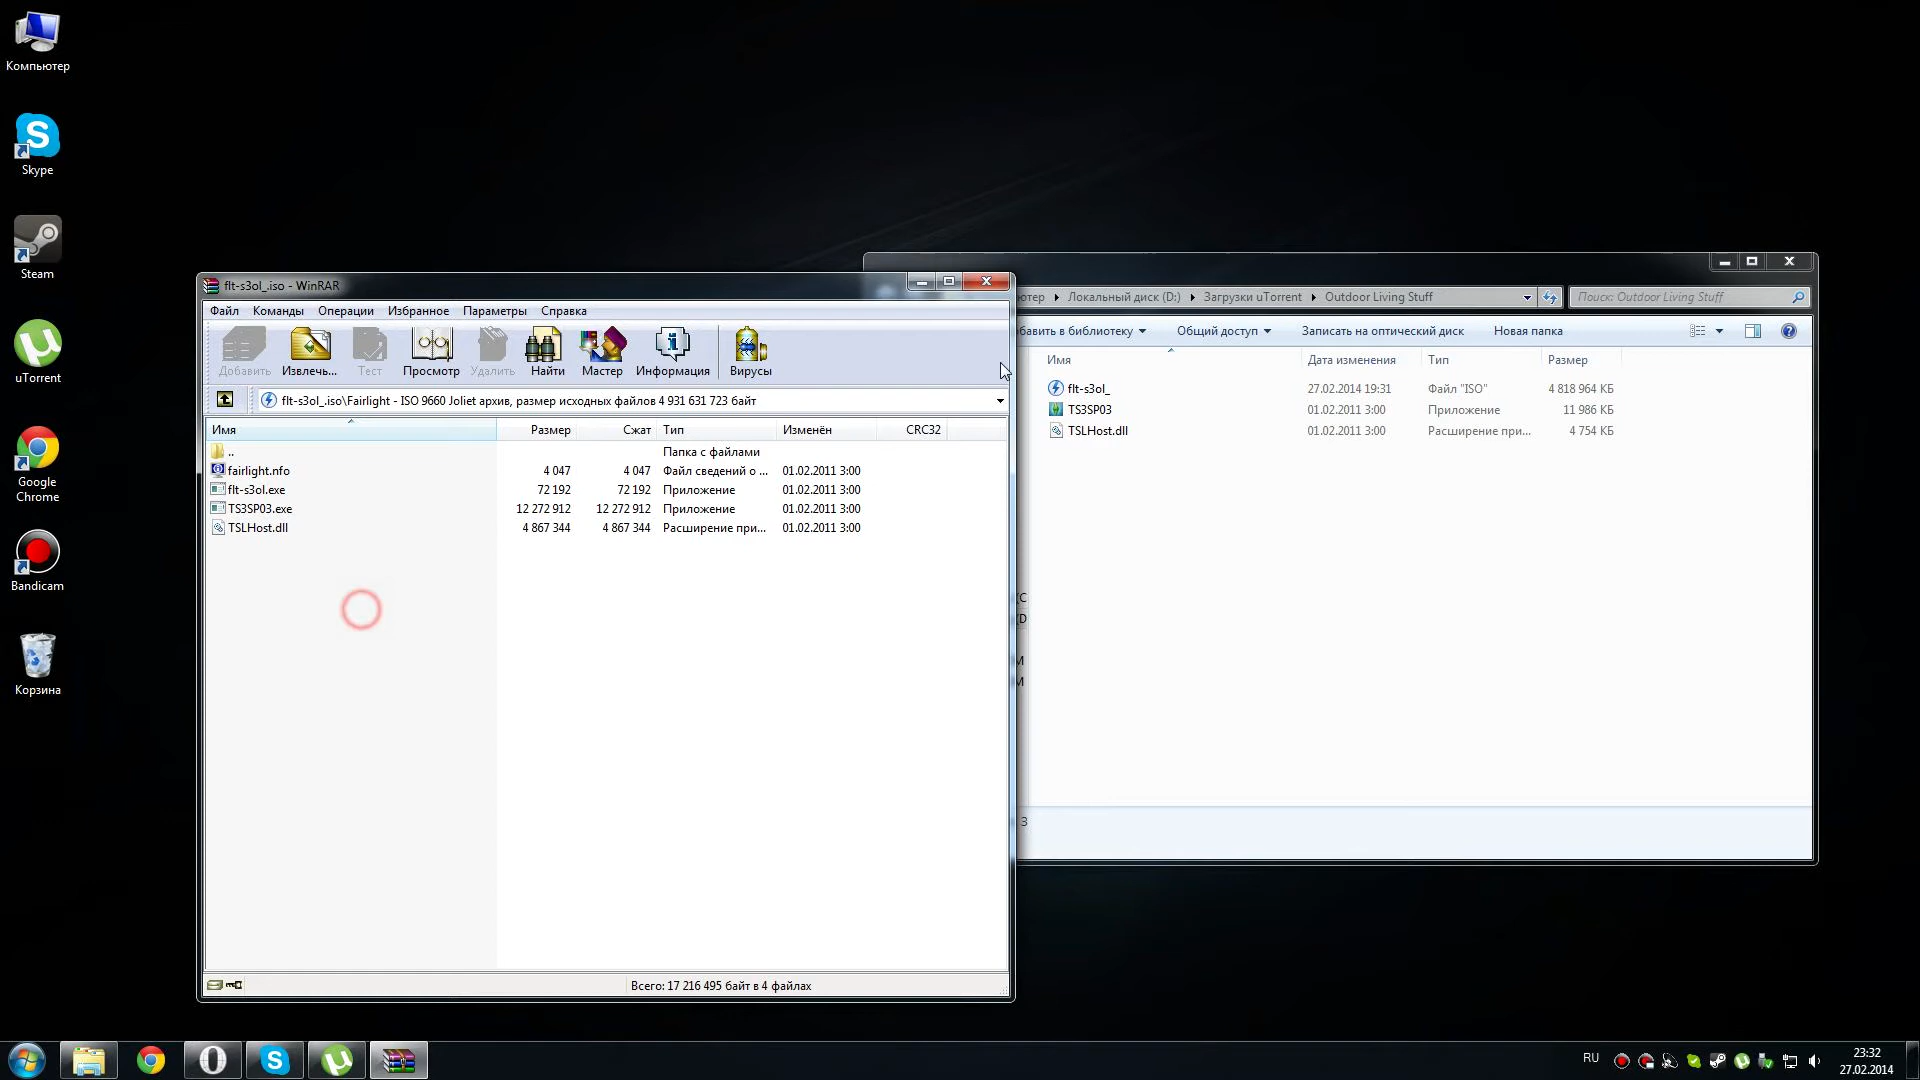 Компьютер
Skype
Steam
uTorrent
Google
Chrome
Bandicam
Корзина
flt-s3ol_.iso - WinRAR
Файл Команды Операции Избранное Параметры Справка
Добавить Извлечь... Тест Просмотр Удалить Найти Мастер Информация Вирусы
flt-s3ol_.iso\Fairlight - ISO 9660 Joliet архив, размер исходных файлов 4 931 631 723 байт
Имя Размер Сжат Тип Изменён CRC32
.. Папка с файлами
fairlight.nfo 4 047 4 047 Файл сведений о ... 01.02.2011 3:00
flt-s3ol.exe 72 192 72 192 Приложение 01.02.2011 3:00
TS3SP03.exe 12 272 912 12 272 912 Приложение 01.02.2011 3:00
TSLHost.dll 4 867 344 4 867 344 Расширение при... 01.02.2011 3:00
Всего: 17 216 495 байт в 4 файлах
ютер Локальный диск (D:) Загрузки uTorrent Outdoor Living Stuff Поиск: Outdoor Living Stuff
бавить в библиотеку Общий доступ Записать на оптический диск Новая папка
Имя Дата изменения Тип Размер
flt-s3ol_ 27.02.2014 19:31 Файл "ISO" 4 818 964 КБ
TS3SP03 01.02.2011 3:00 Приложение 11 986 КБ
TSLHost.dll 01.02.2011 3:00 Расширение при... 4 754 КБ
(C
(D
М
М
3
RU
23:32
27.02.2014